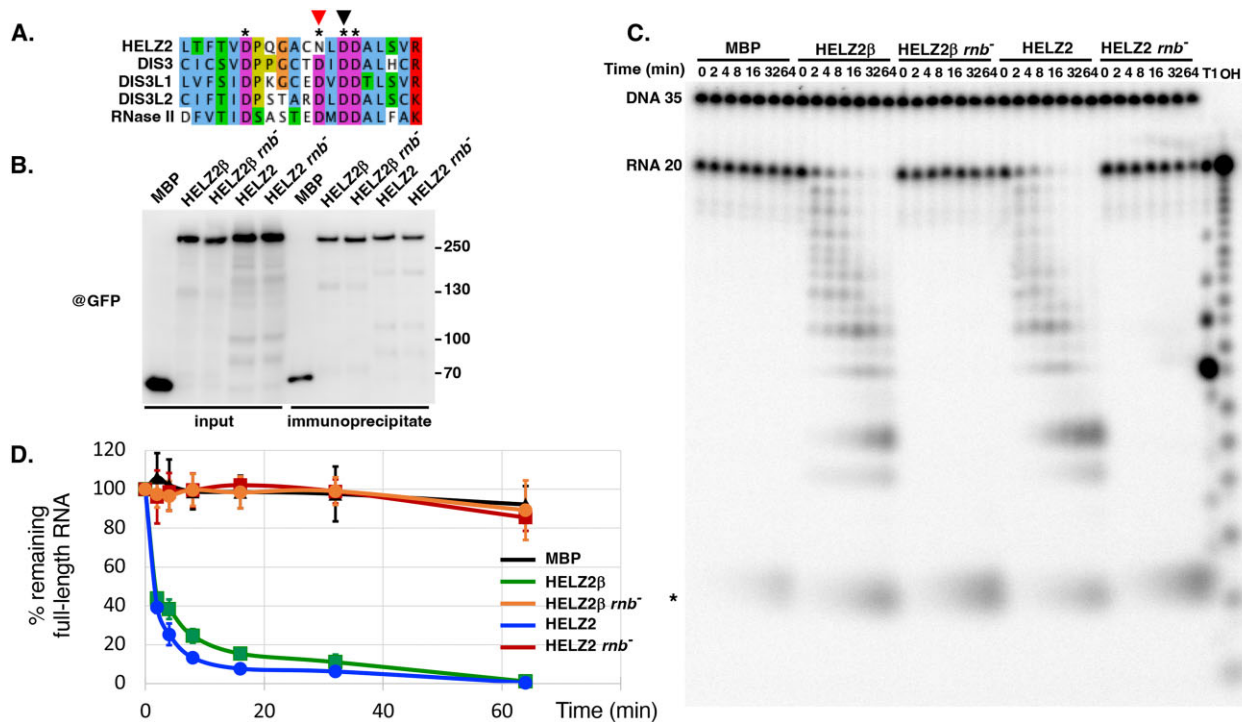 A.
* * * *
HELZ2 L T F T V D P Q G A C N L D D A L S V R
DIS3 C I C S V D P P G C T D I D D A L H C R
DIS3L1 L V F S I D P K G C E D V D D T L S V R
DIS3L2 C I F T I D P S T A R D L D D A L S C K
RNase II D F V T I D S A S T E D M D D A L F A K
B.
MBP HELZ2β HELZ2β rnb- HELZ2 HELZ2 rnb- MBP HELZ2β HELZ2β rnb- HELZ2 HELZ2 rnb-
@GFP
- 250
- 130
- 100
- 70
input immunoprecipitate
C.
MBP HELZ2β HELZ2β rnb- HELZ2 HELZ2 rnb-
Time (min) 0 2 4 8 16 32 64 0 2 4 8 16 32 64 0 2 4 8 16 32 64 0 2 4 8 16 32 64 0 2 4 8 16 32 64 T1 OH
DNA 35
RNA 20
*
D.
% remaining
full-length RNA
120
100
80
60
40
20
0
MBP
HELZ2β
HELZ2β rnb-
HELZ2
HELZ2 rnb-
0 20 40 60
Time (min)